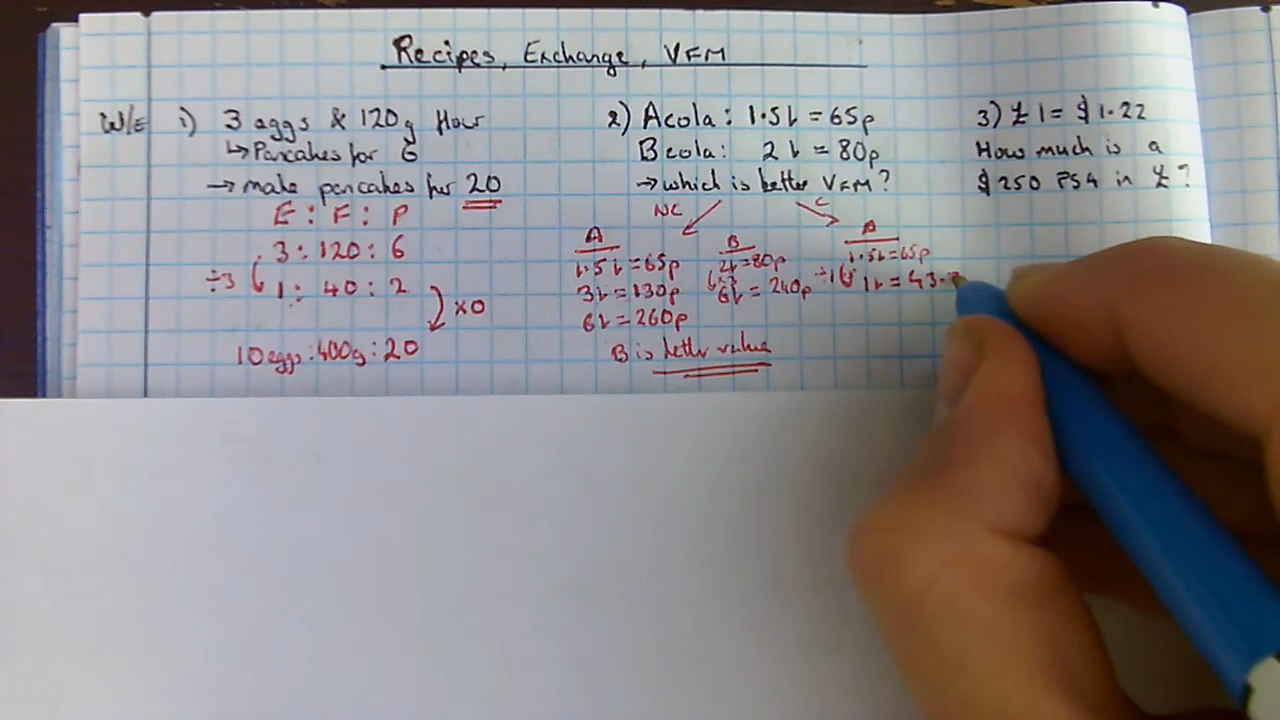 Recipes, Exchange, VFM
W/E 1) 3 eggs & 120g flour
↳ Pancakes for 6
→ make pancakes for 20
E : F : P
3 : 120 : 6
÷3 1 : 40 : 2
x10
10eggs : 400g : 20
2) A cola : 1.5l = 65p
B cola : 2l = 80p
→ which is better VFM?
NC C
A
1.5l = 65p
3l = 130p
6l = 260p
B
2l = 80p
6l = 240p
B is better value
A
1.5l = 65p
1l = 43.
3) £1 = $1.22
How much is a
$250 PS4 in £?